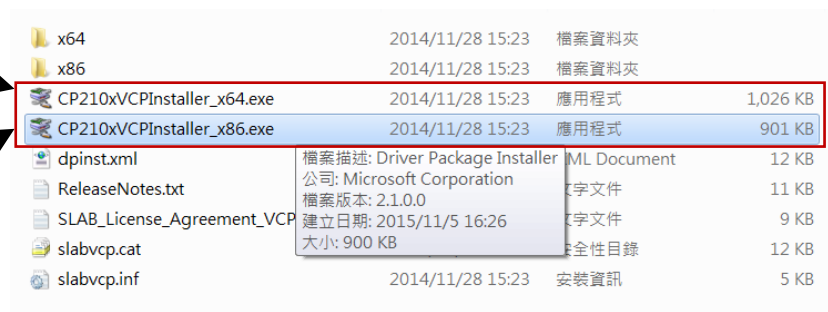 x64 2014/11/28 15:23 檔案資料夾
x86 2014/11/28 15:23 檔案資料夾
CP210xVCPInstaller_x64.exe 2014/11/28 15:23 應用程式 1,026 KB
CP210xVCPInstaller_x86.exe 2014/11/28 15:23 應用程式 901 KB
dpinst.xml ML Document 12 KB
ReleaseNotes.txt 文字文件 11 KB
SLAB_License_Agreement_VCP 文字文件 9 KB
slabvcp.cat 安全性目錄 12 KB
slabvcp.inf 2014/11/28 15:23 安裝資訊 5 KB
檔案描述: Driver Package Installer
公司: Microsoft Corporation
檔案版本: 2.1.0.0
建立日期: 2015/11/5 16:26
大小: 900 KB